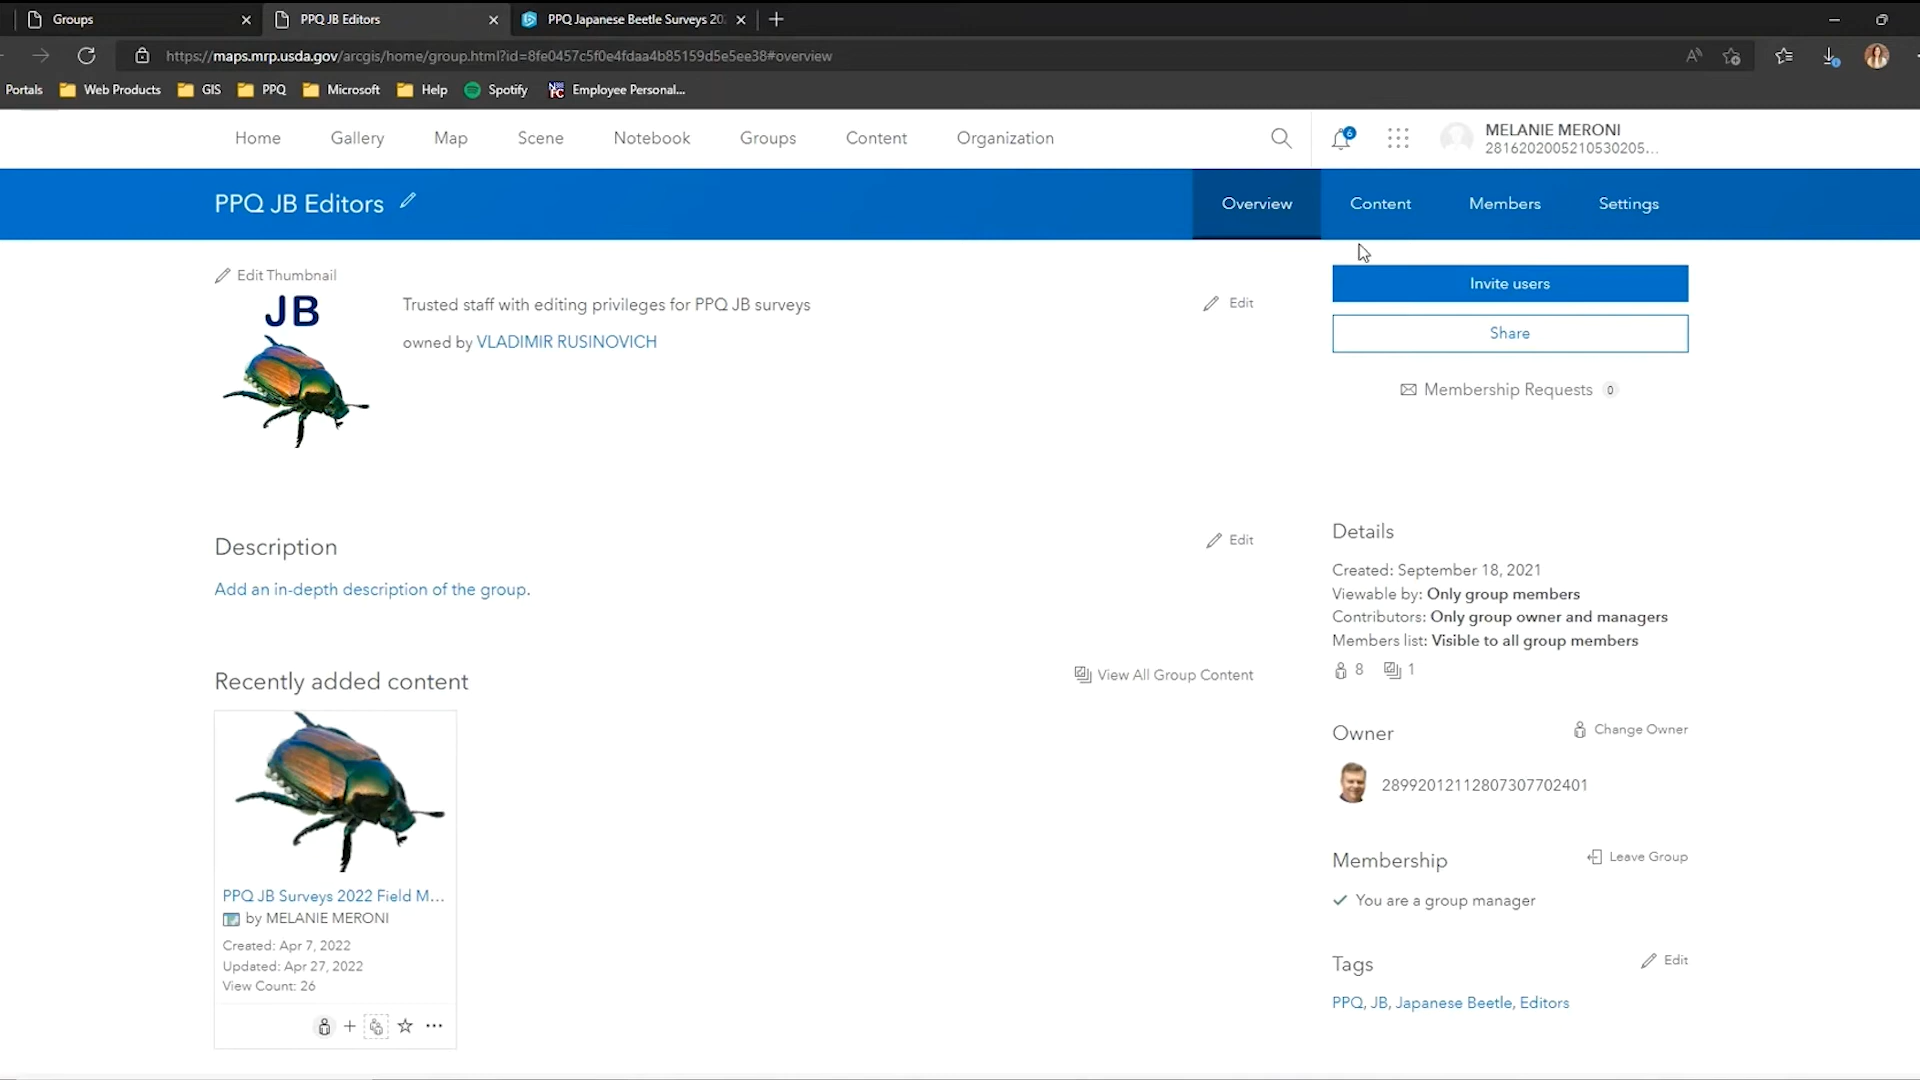 Groups
PPQ JB Editors
PPQ Japanese Beetle Surveys 202
https://maps.mrp.usda.gov/arcgis/home/group.html?id=8fe0457c5f0e4fdaa4b85159d5e5ee38#overview
Portals
Web Products
GIS
PPQ
Microsoft
Help
Spotify
Employee Personal...
Home
Gallery
Map
Scene
Notebook
Groups
Content
Organization
6
MELANIE MERONI
2816202005210530205...
PPQ JB Editors
Overview
Content
Members
Settings
Edit Thumbnail
JB
Trusted staff with editing privileges for PPQ JB surveys
owned by VLADIMIR RUSINOVICH
Edit
Invite users
Share
Membership Requests 0
Description
Edit
Add an in-depth description of the group.
Recently added content
View All Group Content
PPQ JB Surveys 2022 Field M...
by MELANIE MERONI
Created: Apr 7, 2022
Updated: Apr 27, 2022
View Count: 26
Details
Created: September 18, 2021
Viewable by: Only group members
Contributors: Only group owner and managers
Members list: Visible to all group members
8 1
Owner
Change Owner
28992012112807307702401
Membership
Leave Group
You are a group manager
Tags
Edit
PPQ, JB, Japanese Beetle, Editors